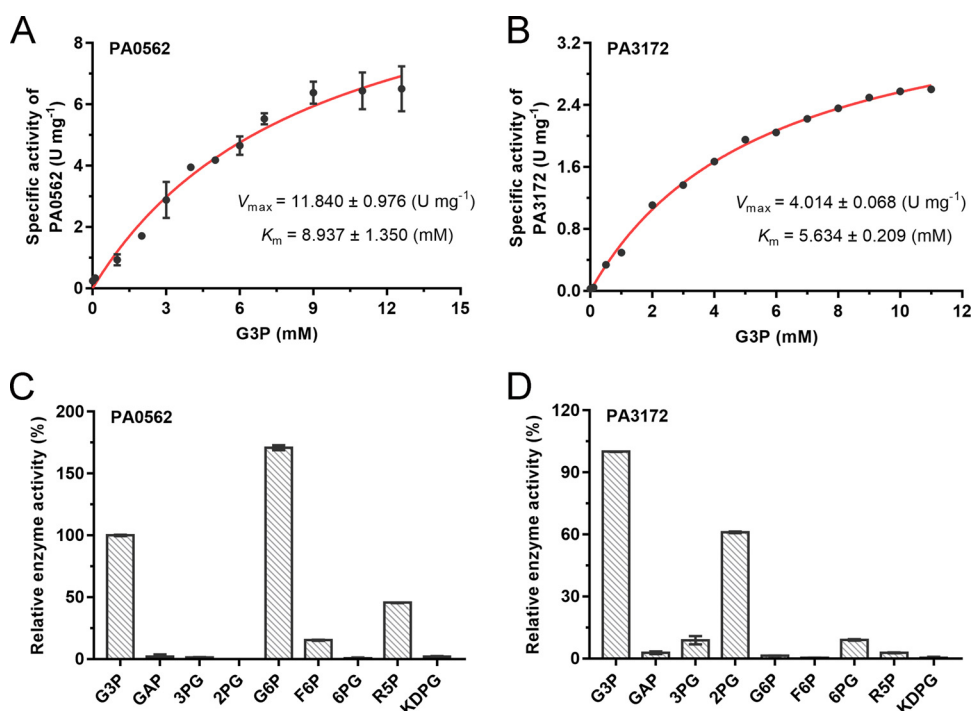 A
PA0562
Specific activity of
PA0562 (U mg⁻¹)
8
6
4
2
0
0 3 6 9 12 15
G3P (mM)
Vmax = 11.840 ± 0.976 (U mg⁻¹)
Km = 8.937 ± 1.350 (mM)
B
PA3172
Specific activity of
PA3172 (U mg⁻¹)
3.2
2.4
1.6
0.8
0.0
0 2 4 6 8 10 12
G3P (mM)
Vmax = 4.014 ± 0.068 (U mg⁻¹)
Km = 5.634 ± 0.209 (mM)
C
PA0562
Relative enzyme activity (%)
200
150
100
50
0
G3P GAP 3PG 2PG G6P F6P 6PG R5P KDPG
D
PA3172
Relative enzyme activity (%)
120
90
60
30
0
G3P GAP 3PG 2PG G6P F6P 6PG R5P KDPG